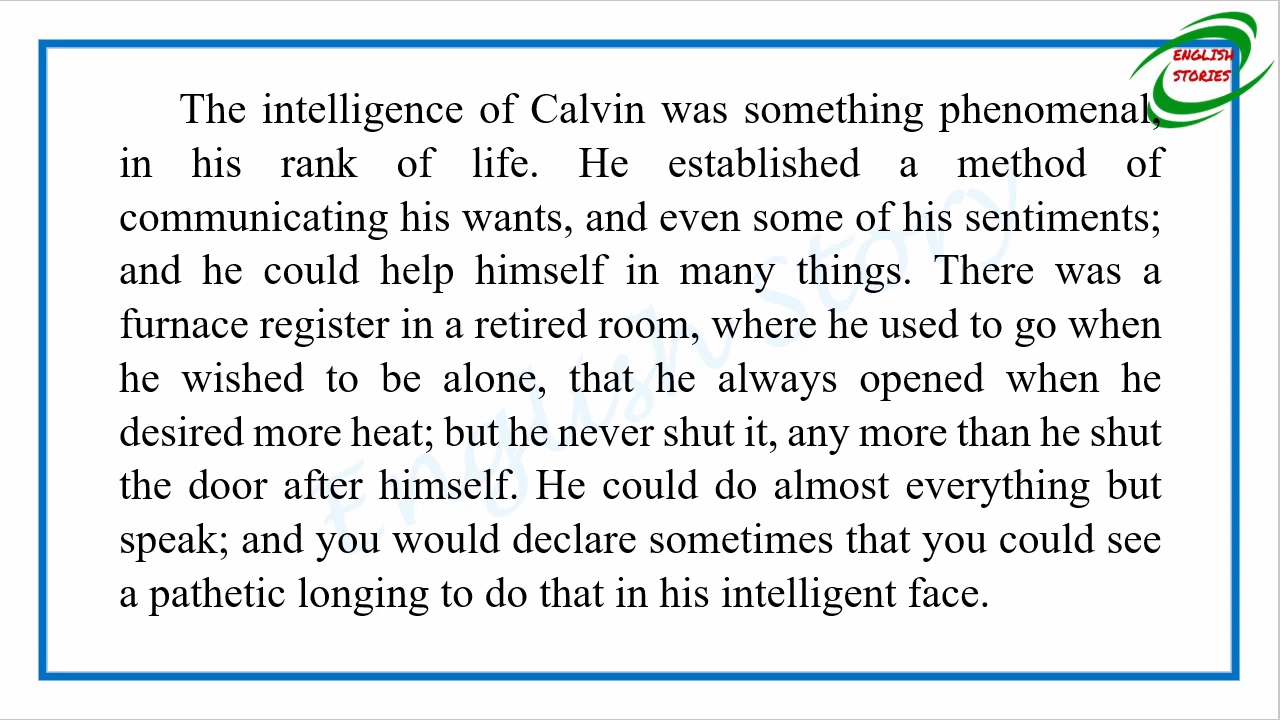 ENGLISH
STORIES
The intelligence of Calvin was something phenomenal,
in his rank of life. He established a method of
communicating his wants, and even some of his sentiments;
and he could help himself in many things. There was a
furnace register in a retired room, where he used to go when
he wished to be alone, that he always opened when he
desired more heat; but he never shut it, any more than he shut
the door after himself. He could do almost everything but
speak; and you would declare sometimes that you could see
a pathetic longing to do that in his intelligent face.
English Story